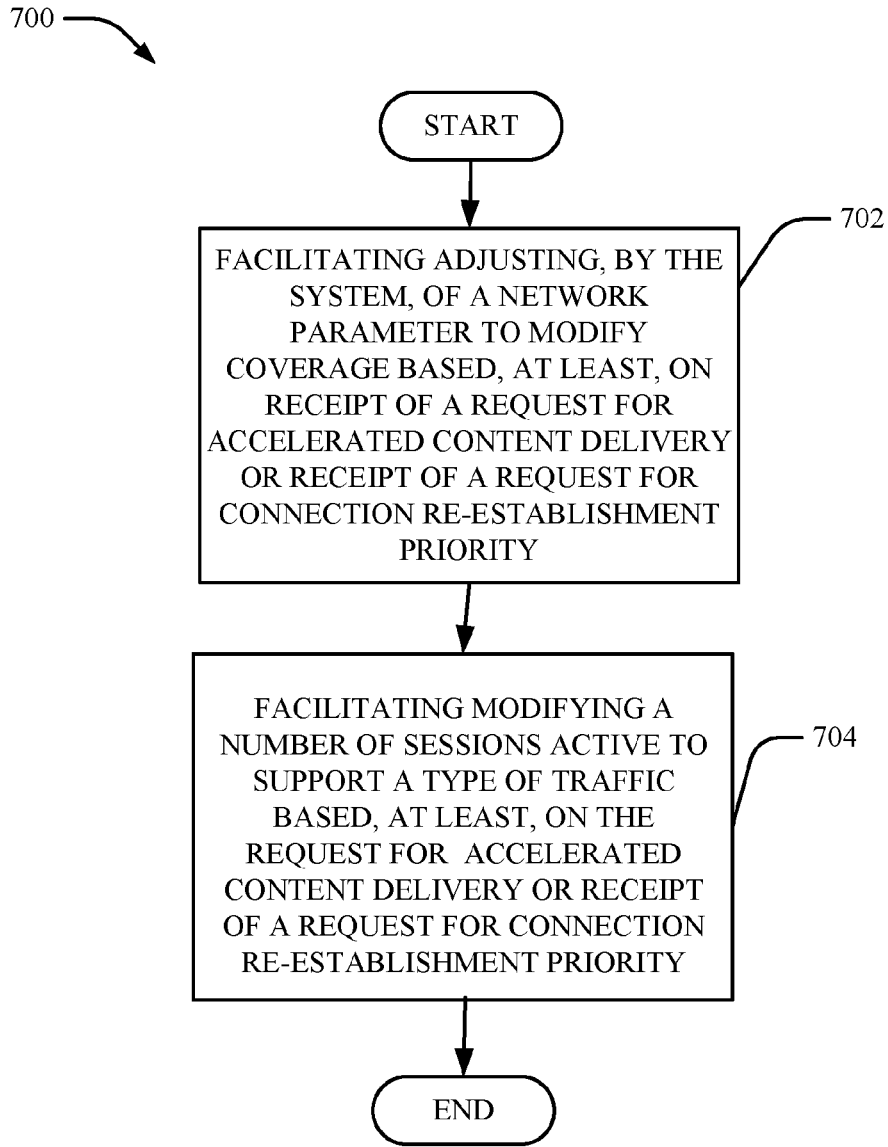 700
START
702
FACILITATING ADJUSTING, BY THE
SYSTEM, OF A NETWORK
PARAMETER TO MODIFY
COVERAGE BASED, AT LEAST, ON
RECEIPT OF A REQUEST FOR
ACCELERATED CONTENT DELIVERY
OR RECEIPT OF A REQUEST FOR
CONNECTION RE-ESTABLISHMENT
PRIORITY
704
FACILITATING MODIFYING A
NUMBER OF SESSIONS ACTIVE TO
SUPPORT A TYPE OF TRAFFIC
BASED, AT LEAST, ON THE
REQUEST FOR ACCELERATED
CONTENT DELIVERY OR RECEIPT
OF A REQUEST FOR CONNECTION
RE-ESTABLISHMENT PRIORITY
END